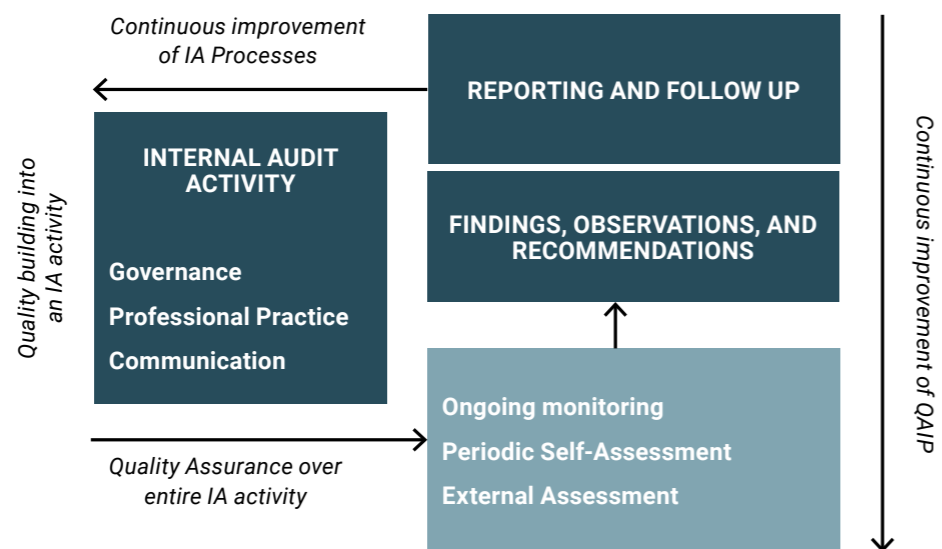 Continuous improvement
of IA Processes
REPORTING AND FOLLOW UP
INTERNAL AUDIT
ACTIVITY
Governance
Professional Practice
Communication
Quality building into
an IA activity
FINDINGS, OBSERVATIONS, AND
RECOMMENDATIONS
Continuous improvement of QAIP
Ongoing monitoring
Periodic Self-Assessment
External Assessment
Quality Assurance over
entire IA activity